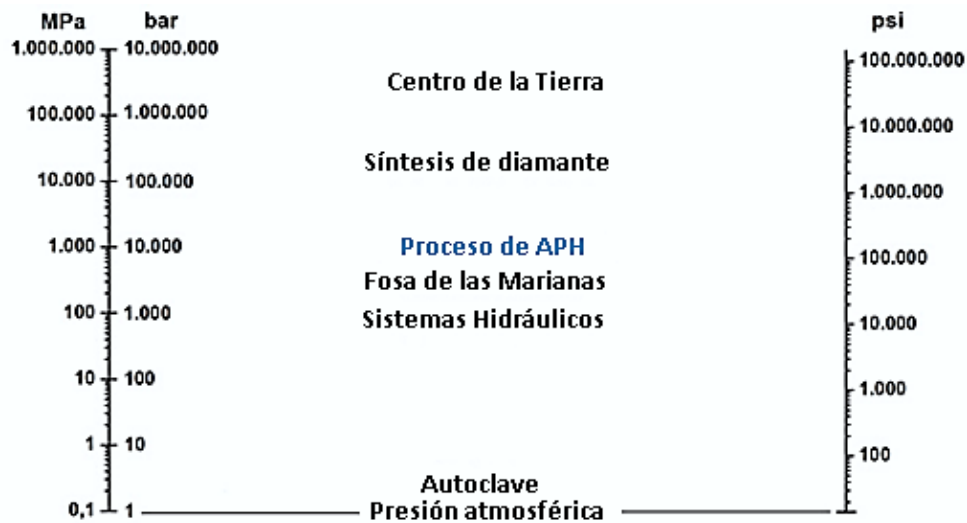 MPa bar psi
1.000.000 10.000.000
100.000.000
Centro de la Tierra
100.000 1.000.000
10.000.000
Síntesis de diamante
10.000 100.000
1.000.000
Proceso de APH
1.000 10.000
100.000
Fosa de las Marianas
100 1.000
Sistemas Hidráulicos
10.000
10 100
1.000
1 10
100
Autoclave
0,1 1 Presión atmosférica